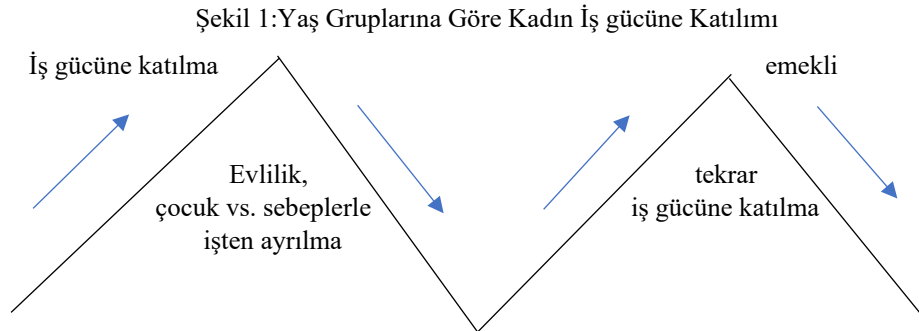 Şekil 1:Yaş Gruplarına Göre Kadın İş gücüne Katılımı
İş gücüne katılma
emekli
Evlilik,
çocuk vs. sebeplerle
işten ayrılma
tekrar
iş gücüne katılma